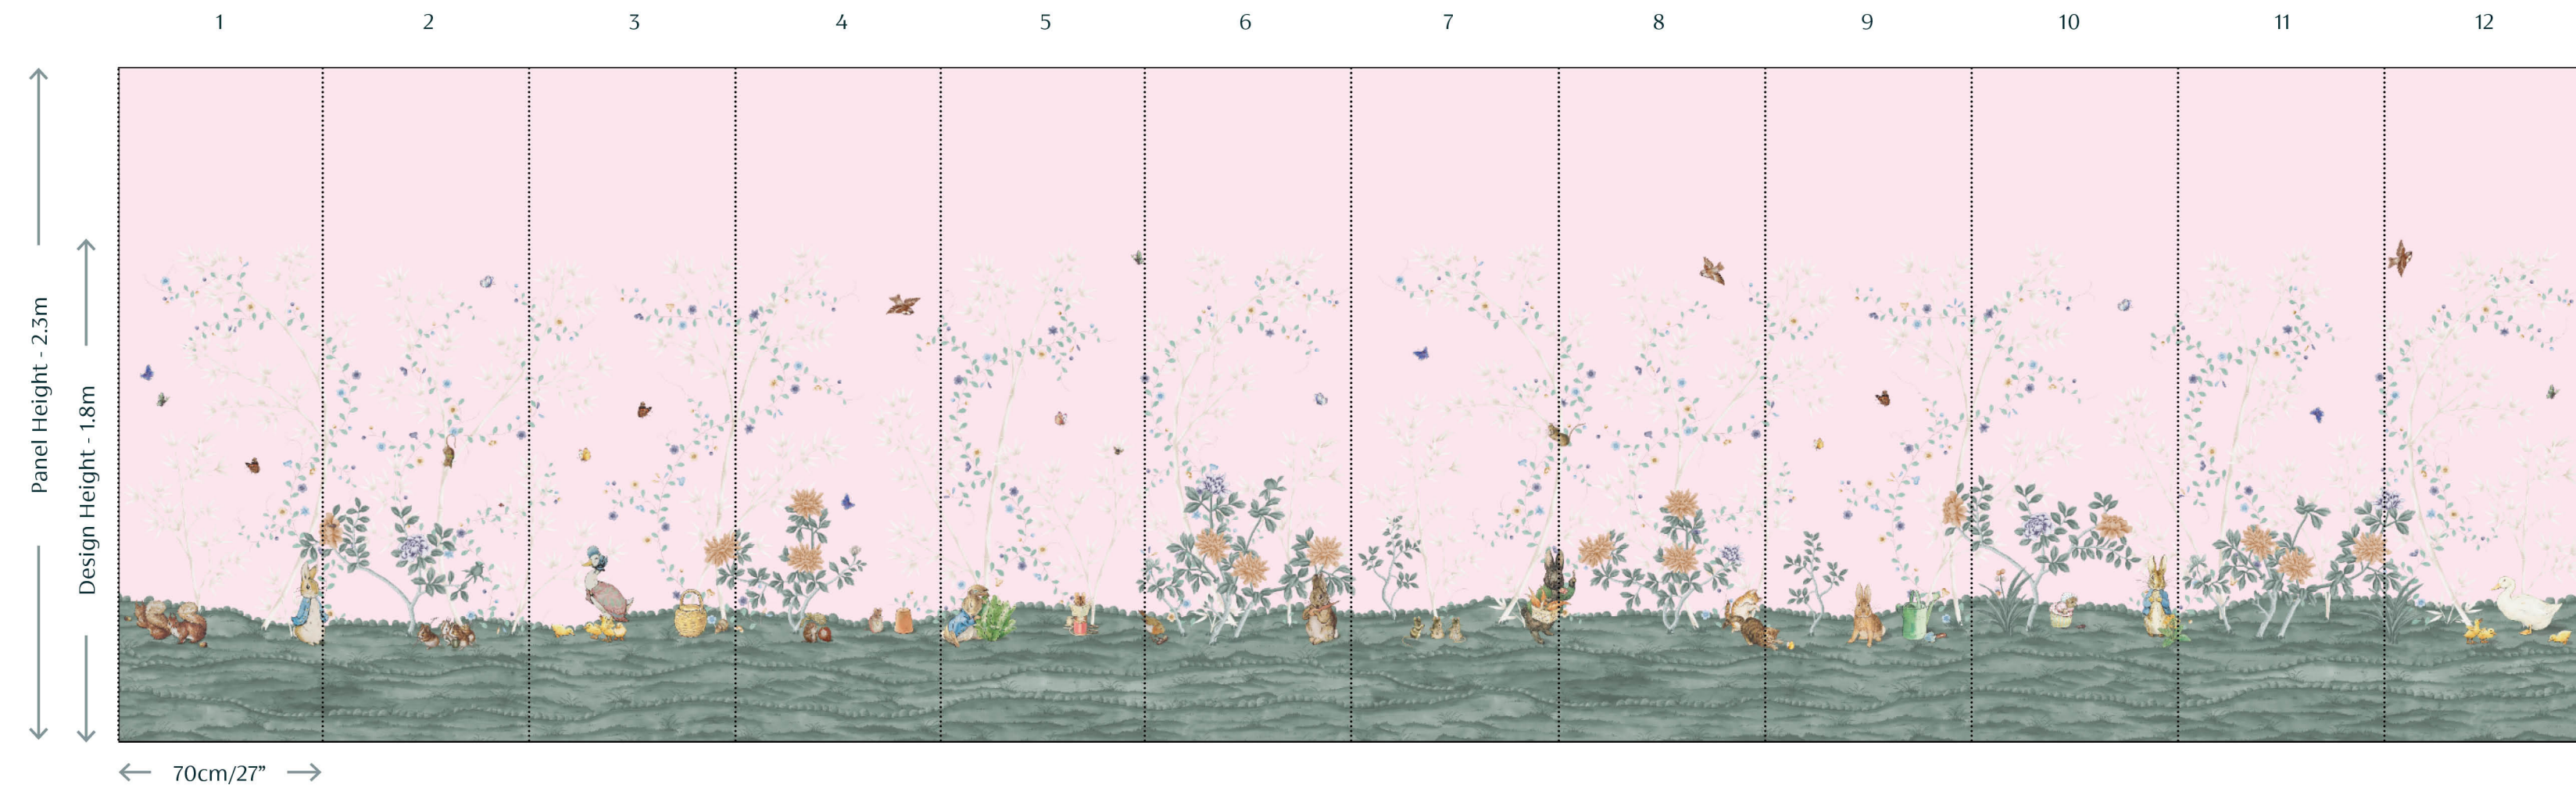 1 2 3 4 5 6 7 8 9 10 11 12
Panel Height - 2.3m
Design Height - 1.8m
70cm/27”